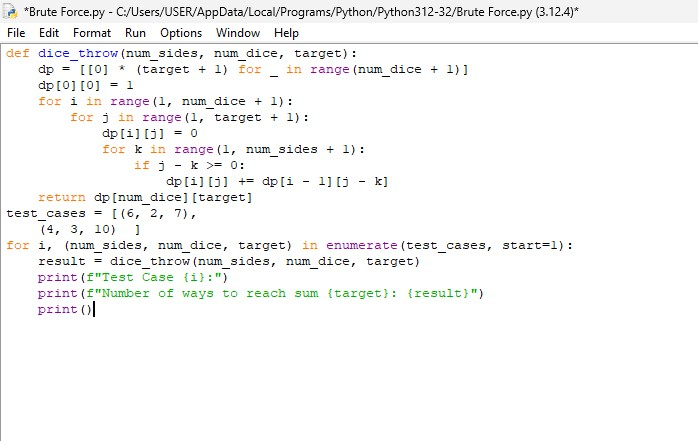 *Brute Force.py - C:/Users/USER/AppData/Local/Programs/Python/Python312-32/Brute Force.py (3.12.4)*
File Edit Format Run Options Window Help
def dice_throw(num_sides, num_dice, target):
    dp = [[0] * (target + 1) for _ in range(num_dice + 1)]
    dp[0][0] = 1
    for i in range(1, num_dice + 1):
        for j in range(1, target + 1):
            dp[i][j] = 0
            for k in range(1, num_sides + 1):
                if j - k >= 0:
                    dp[i][j] += dp[i - 1][j - k]
    return dp[num_dice][target]
test_cases = [(6, 2, 7),
    (4, 3, 10)  ]
for i, (num_sides, num_dice, target) in enumerate(test_cases, start=1):
    result = dice_throw(num_sides, num_dice, target)
    print(f"Test Case {i}:")
    print(f"Number of ways to reach sum {target}: {result}")
    print()